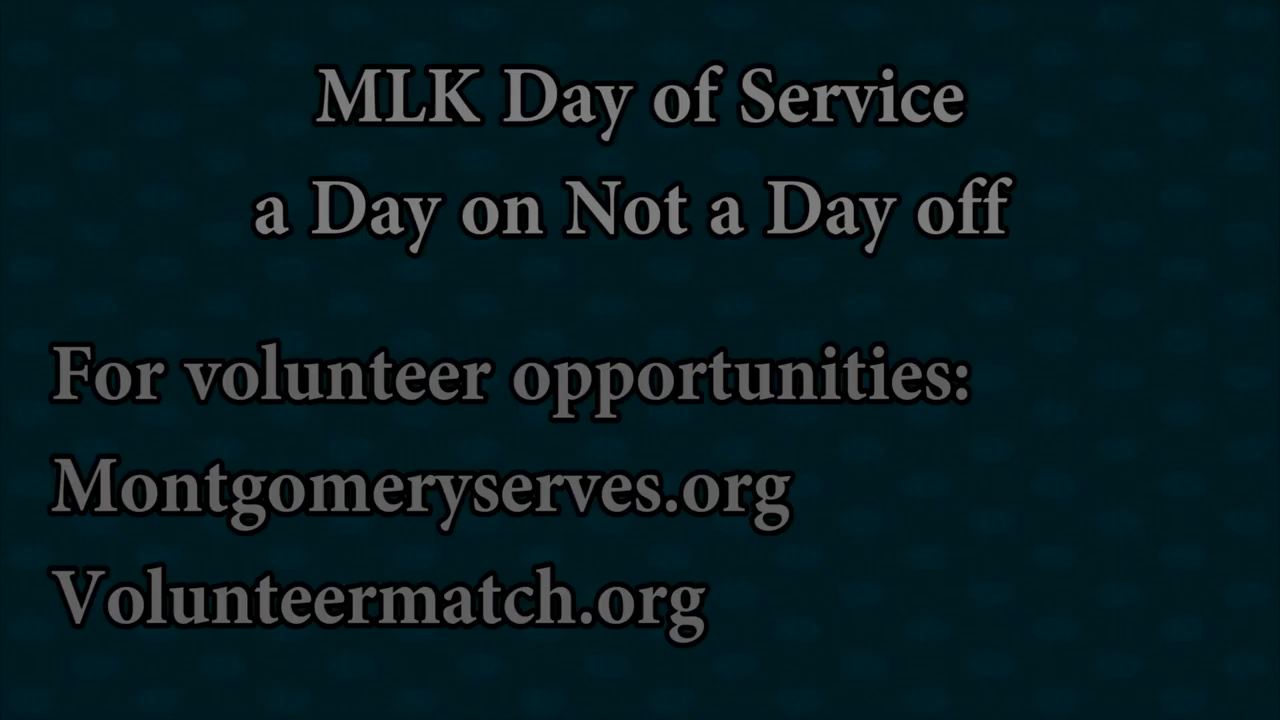 MLK Day of Service
a Day on Not a Day off
For volunteer opportunities:
Montgomeryserves.org
Volunteermatch.org